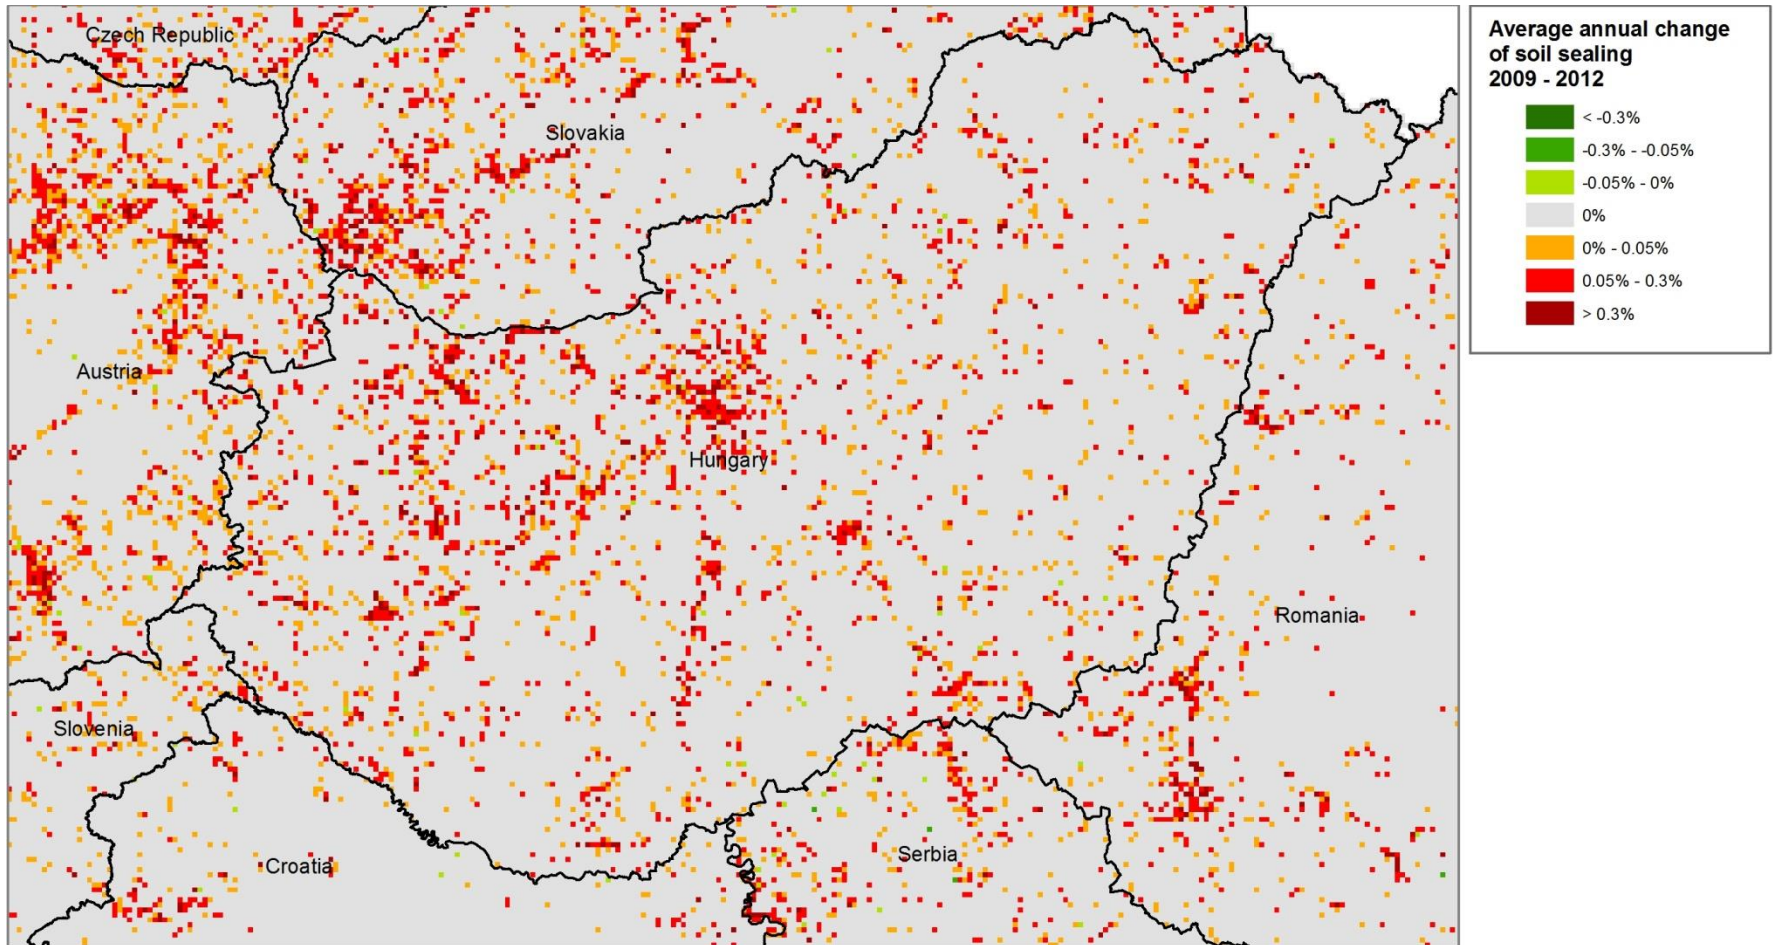 Czech Republic
Slovakia
Austria
Hungary
Romania
Slovenia
Croatia
Serbia
Average annual change
of soil sealing
2009 - 2012
< -0.3%
-0.3% - -0.05%
-0.05% - 0%
0%
0% - 0.05%
0.05% - 0.3%
> 0.3%